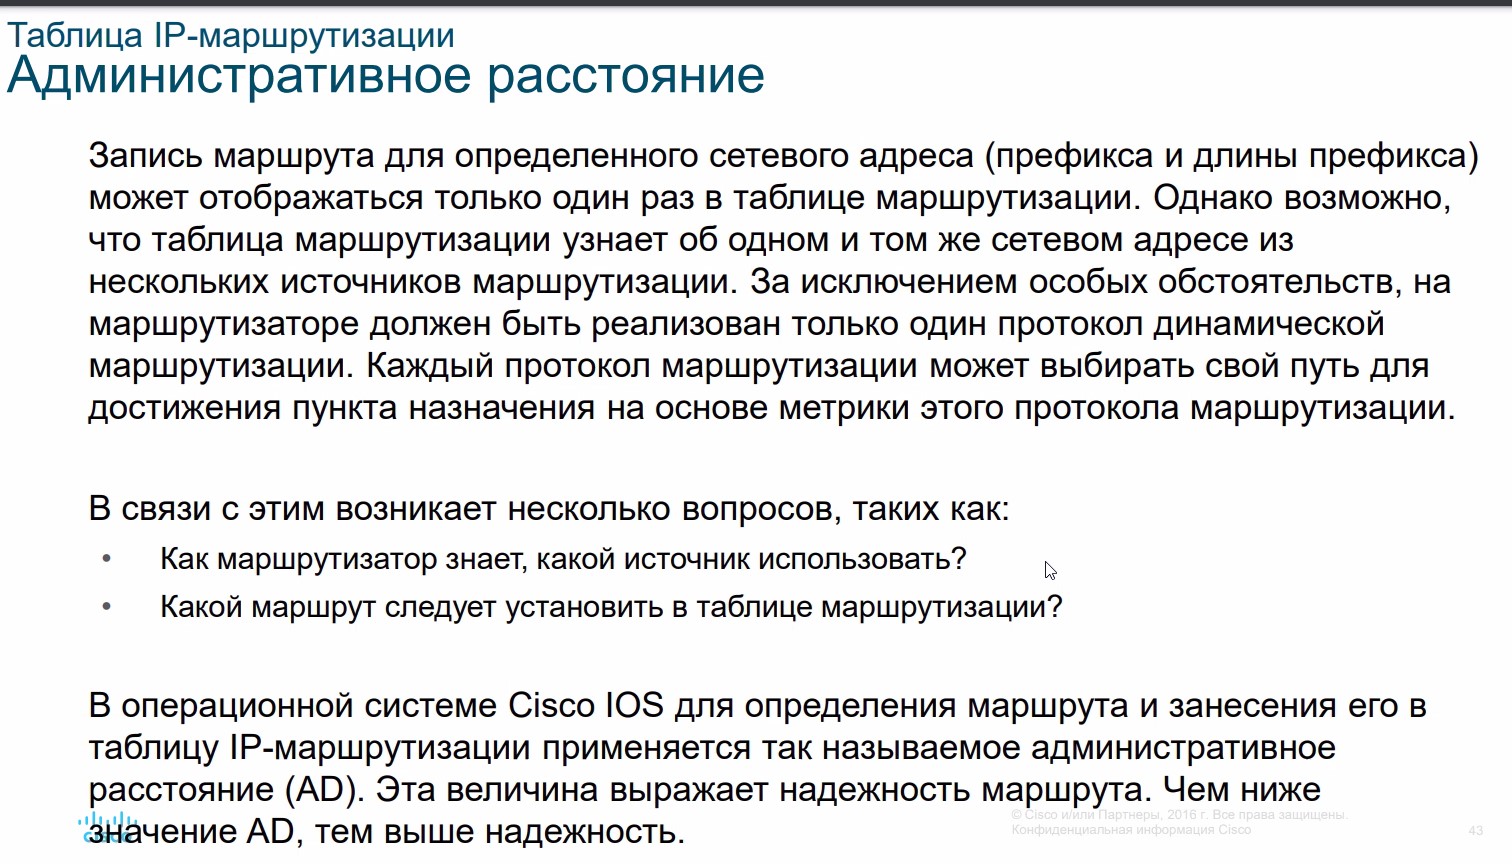 Таблица IP-маршрутизации
Административное расстояние
Запись маршрута для определенного сетевого адреса (префикса и длины префикса)
может отображаться только один раз в таблице маршрутизации. Однако возможно,
что таблица маршрутизации узнает об одном и том же сетевом адресе из
нескольких источников маршрутизации. За исключением особых обстоятельств, на
маршрутизаторе должен быть реализован только один протокол динамической
маршрутизации. Каждый протокол маршрутизации может выбирать свой путь для
достижения пункта назначения на основе метрики этого протокола маршрутизации.
В связи с этим возникает несколько вопросов, таких как:
• Как маршрутизатор знает, какой источник использовать?
• Какой маршрут следует установить в таблице маршрутизации?
В операционной системе Cisco IOS для определения маршрута и занесения его в
таблицу IP-маршрутизации применяется так называемое административное
расстояние (AD). Эта величина выражает надежность маршрута. Чем ниже
значение AD, тем выше надежность.
CISCO
© Cisco и/или Партнеры, 2016 г. Все права защищены.
Конфиденциальная информация Cisco
43